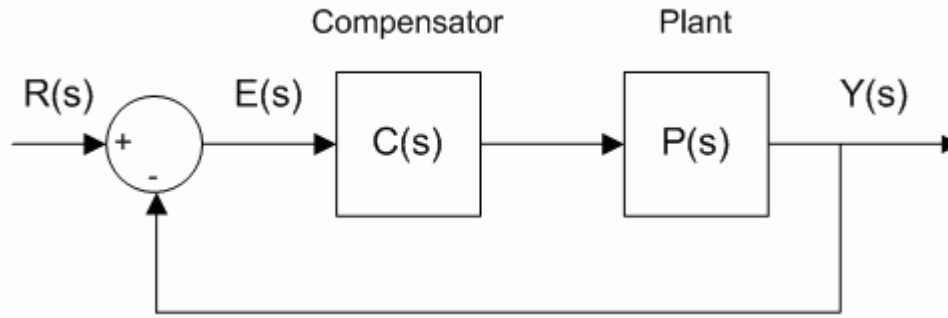 Compensator Plant
R(s) E(s) Y(s)
+ C(s) P(s)
-